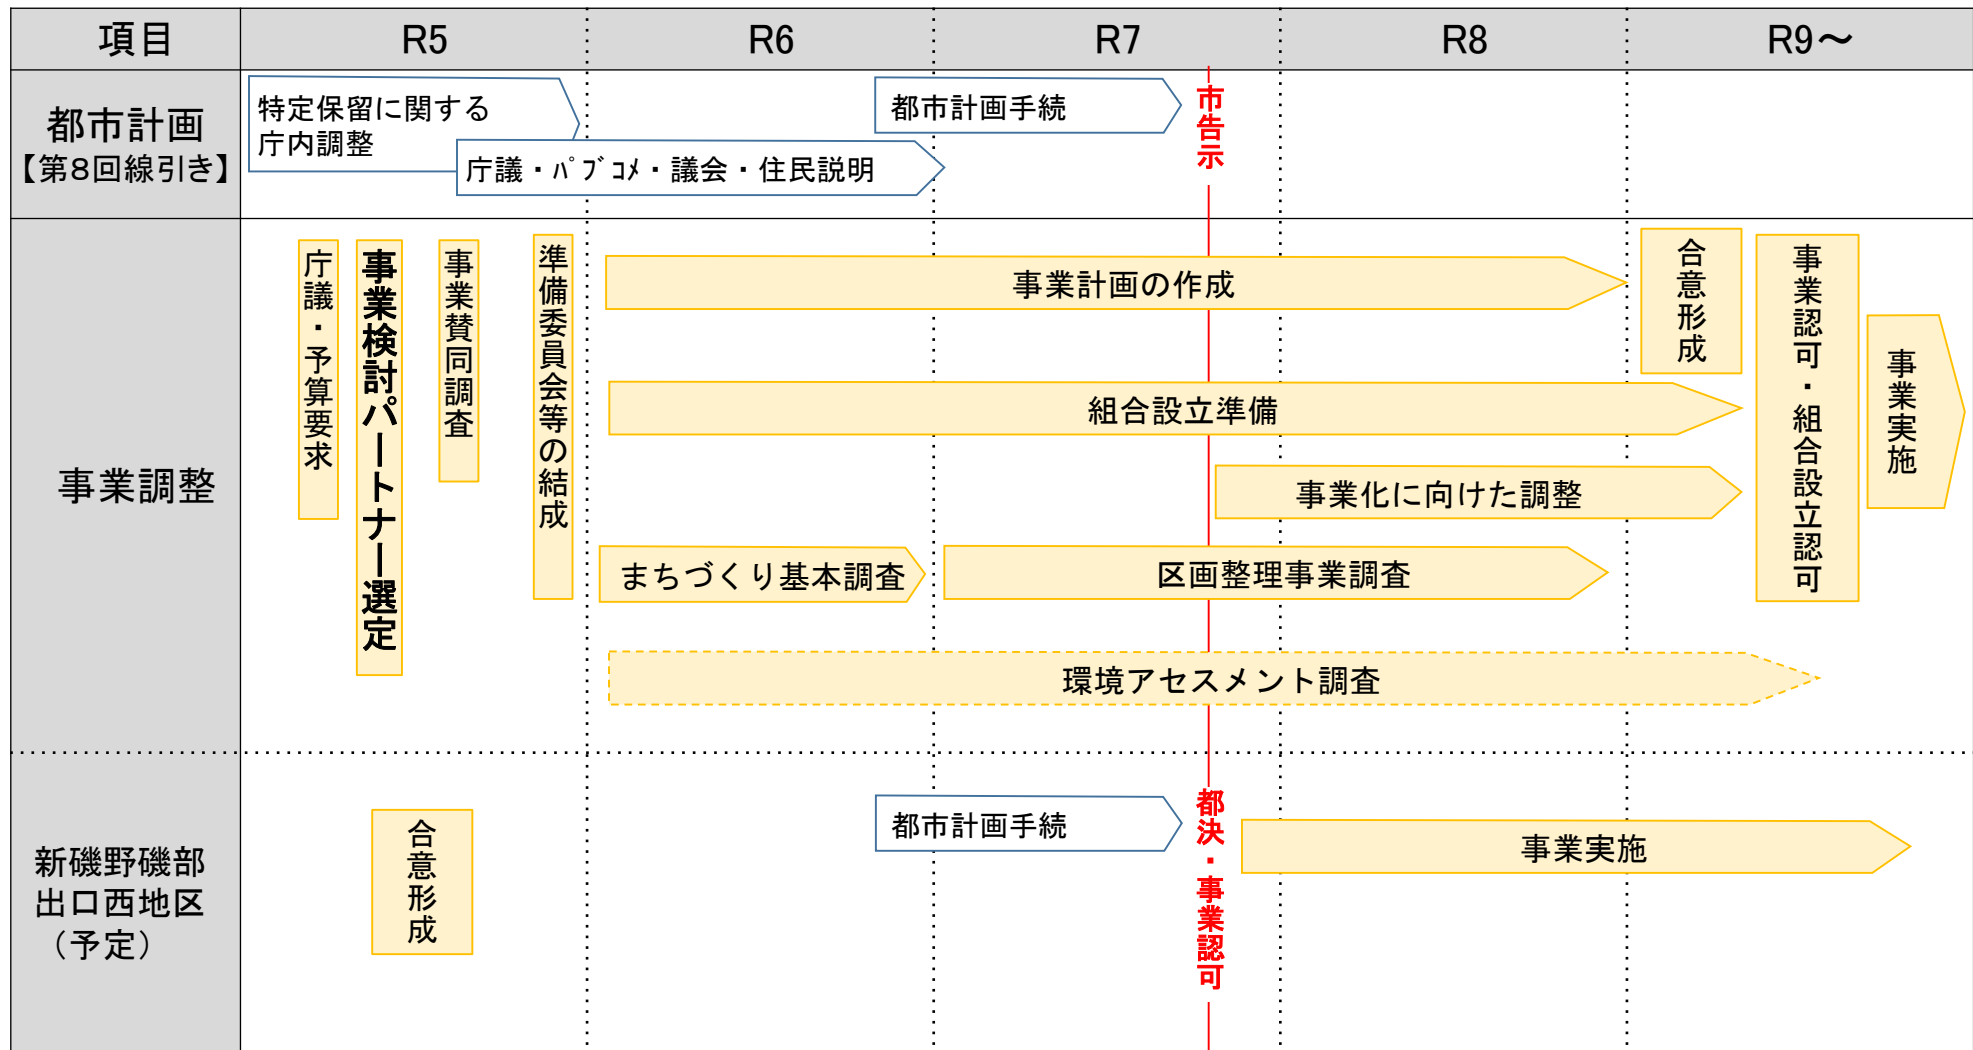 項目
R5
R6
R7
R8
R9～
都市計画
【第8回線引き】
特定保留に関する
庁内調整
庁議・パブコメ・議会・住民説明
都市計画手続
市告示
事業調整
庁議・予算要求
事業検討パートナー選定
事業賛同調査
準備委員会等の結成
事業計画の作成
組合設立準備
事業化に向けた調整
まちづくり基本調査
区画整理事業調査
環境アセスメント調査
合意形成
事業認可・組合設立認可
事業実施
新磯野磯部
出口西地区
（予定）
合意形成
都市計画手続
都決・事業認可
事業実施